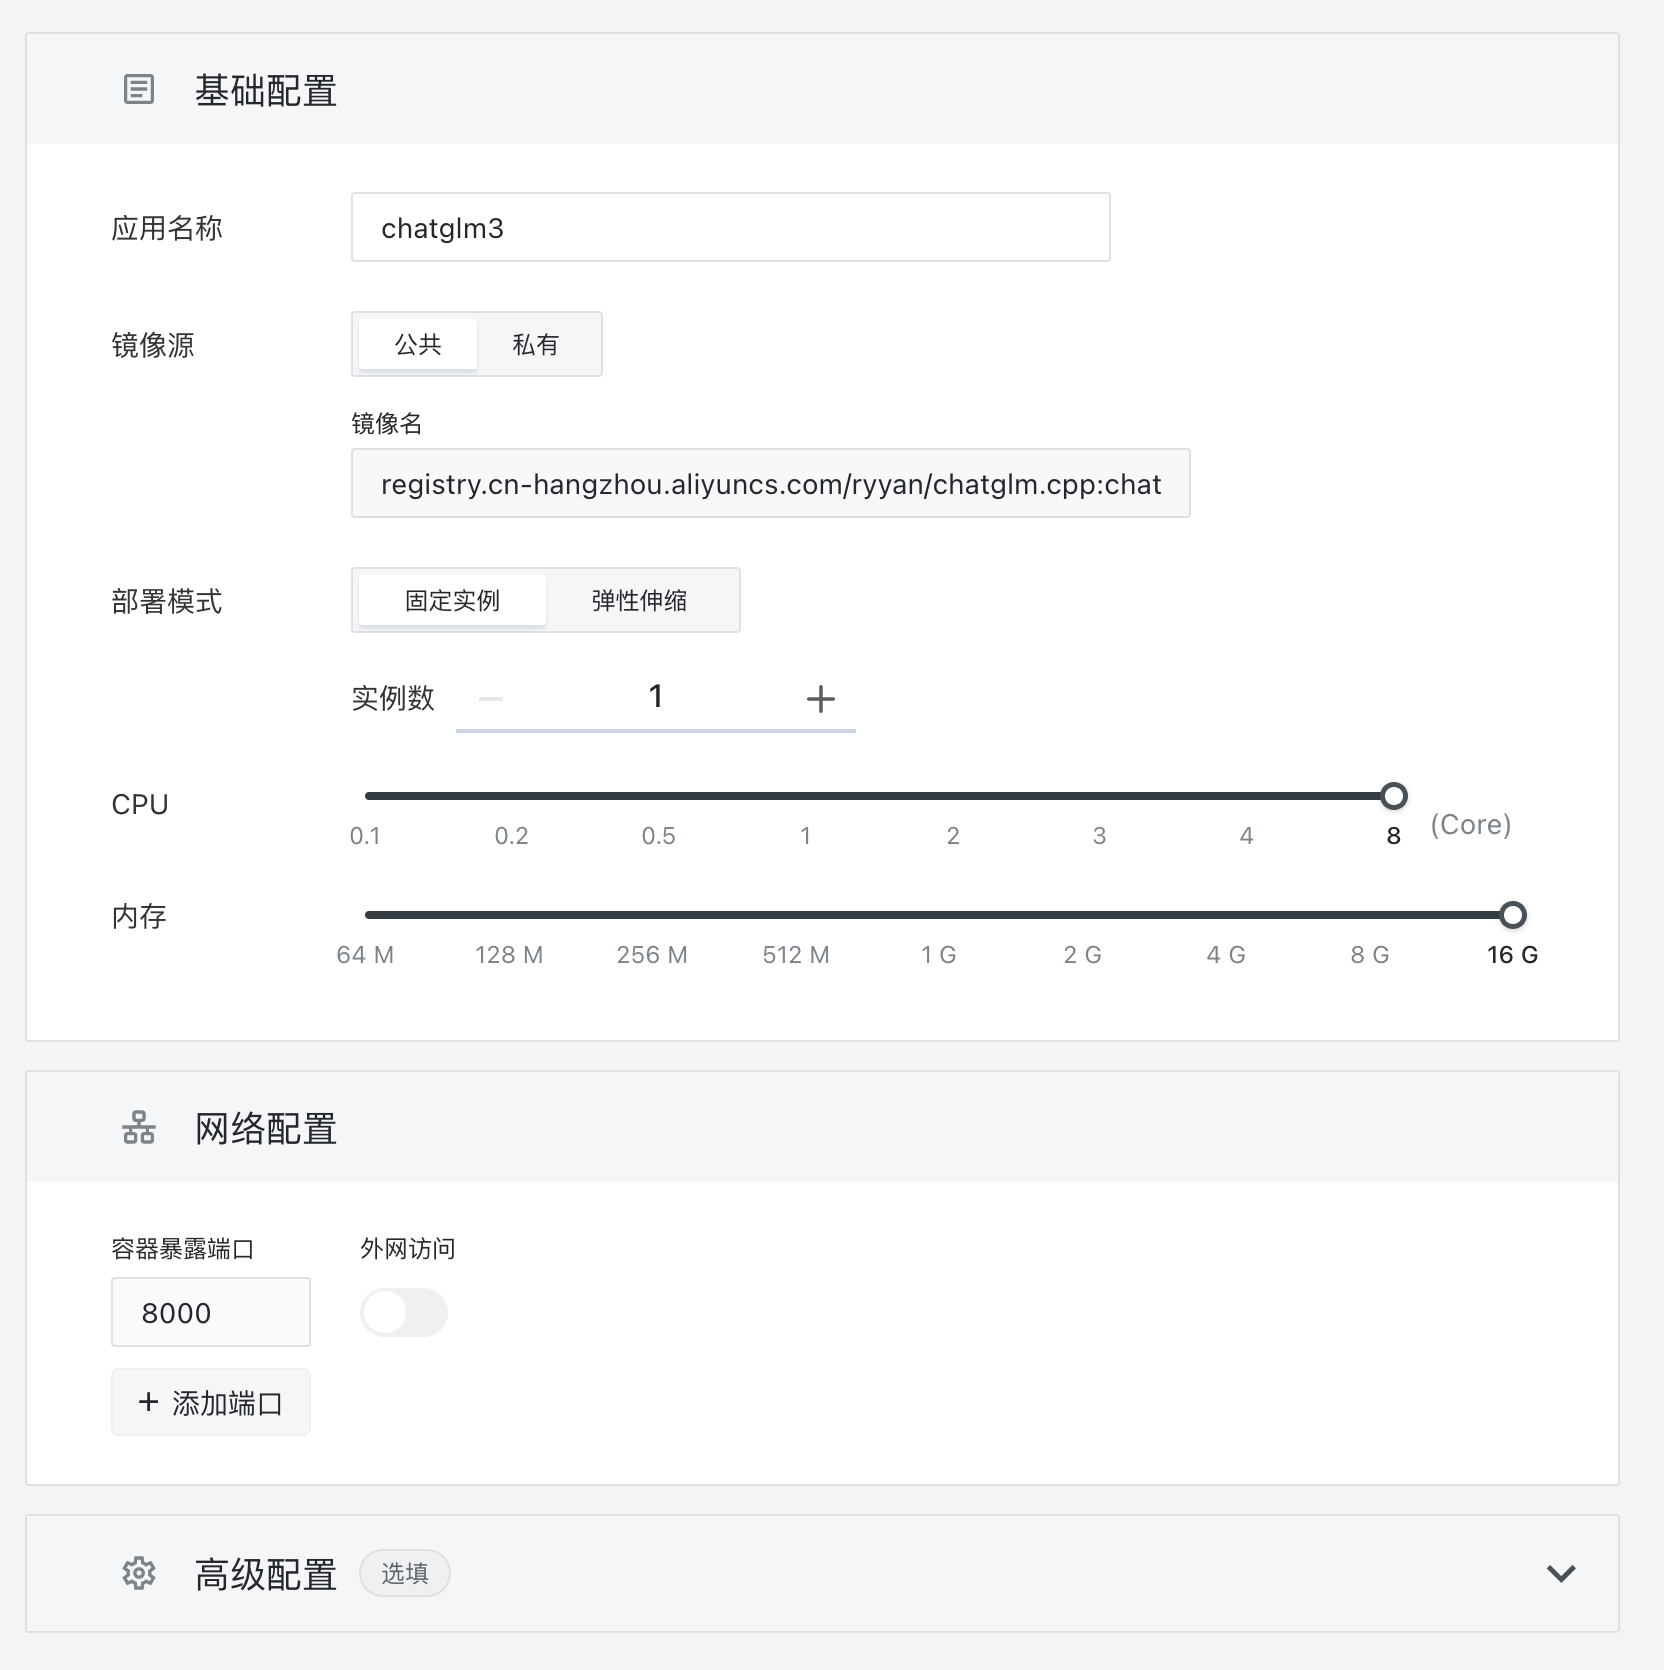 基础配置
应用名称
chatglm3
镜像源
公共 私有
镜像名
registry.cn-hangzhou.aliyuncs.com/ryyan/chatglm.cpp:chat
部署模式
固定实例 弹性伸缩
实例数 − 1 +
CPU
0.1 0.2 0.5 1 2 3 4 8 (Core)
内存
64 M 128 M 256 M 512 M 1 G 2 G 4 G 8 G 16 G
网络配置
容器暴露端口 外网访问
8000
+ 添加端口
高级配置 选填